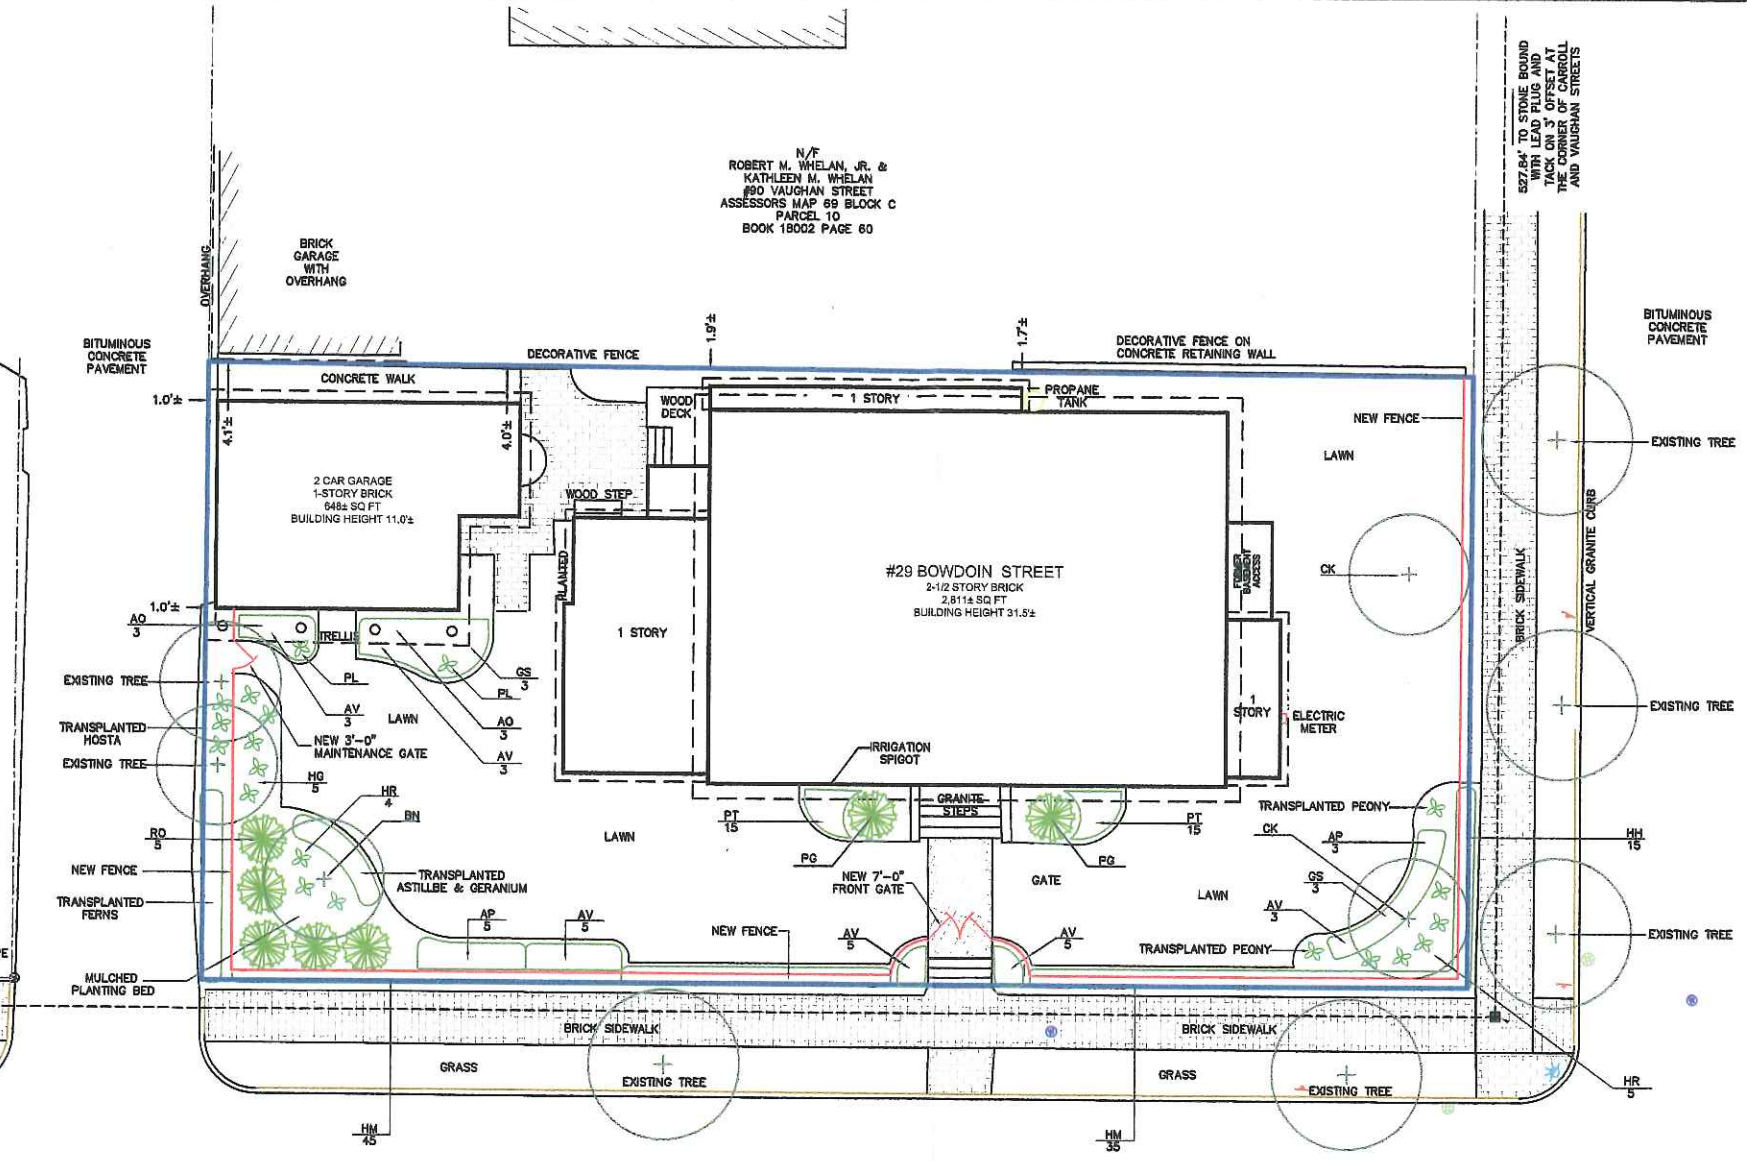 527.84' TO STONE BOUND
WITH LEAD PLUG AND
TACK ON 3' OFFSET AT
THE CORNER OF CARROLL
AND VAUGHAN STREETS
N/F
ROBERT M. WHELAN, JR. &
KATHLEEN M. WHELAN
#90 VAUGHAN STREET
ASSESSORS MAP 69 BLOCK C
PARCEL 10
BOOK 18002 PAGE 60
OVERHANG
BRICK
GARAGE
WITH
OVERHANG
BITUMINOUS
CONCRETE
PAVEMENT
BITUMINOUS
CONCRETE
PAVEMENT
DECORATIVE FENCE
1.9'±
1.7'±
DECORATIVE FENCE ON
CONCRETE RETAINING WALL
CONCRETE WALK
1.0'±
4.1'±
4.0'±
WOOD
DECK
1 STORY
PROPANE
TANK
NEW FENCE
EXISTING TREE
LAWN
2 CAR GARAGE
1-STORY BRICK
648± SQ FT
BUILDING HEIGHT 11.0'±
WOOD STEP
PLANTED
#29 BOWDOIN STREET
2-1/2 STORY BRICK
2,811± SQ FT
BUILDING HEIGHT 31.5'±
FORMER
BASEMENT
ACCESS
CK
BRICK SIDEWALK
VERTICAL GRANITE CURB
1.0'±
AO
3
TRELLIS
1 STORY
EXISTING TREE
PL
GS
3
PL
AV
3
LAWN
AO
3
AV
3
1
STORY
ELECTRIC
METER
EXISTING TREE
TRANSPLANTED
HOSTA
NEW 3'-0"
MAINTENANCE GATE
EXISTING TREE
HG
5
IRRIGATION
SPIGOT
HR
4
BN
GRANITE
STEPS
TRANSPLANTED PEONY
PT
15
PT
15
RO
5
LAWN
CK
AP
3
HH
15
NEW FENCE
TRANSPLANTED
ASTILLBE & GERANIUM
PG
PG
NEW 7'-0"
FRONT GATE
GATE
GS
3
LAWN
TRANSPLANTED
FERNS
AP
5
AV
5
NEW FENCE
AV
5
AV
5
AV
3
TRANSPLANTED PEONY
EXISTING TREE
MULCHED
PLANTING BED
PE
BRICK SIDEWALK
BRICK SIDEWALK
GRASS
EXISTING TREE
GRASS
EXISTING TREE
HR
5
HM
45
HM
35